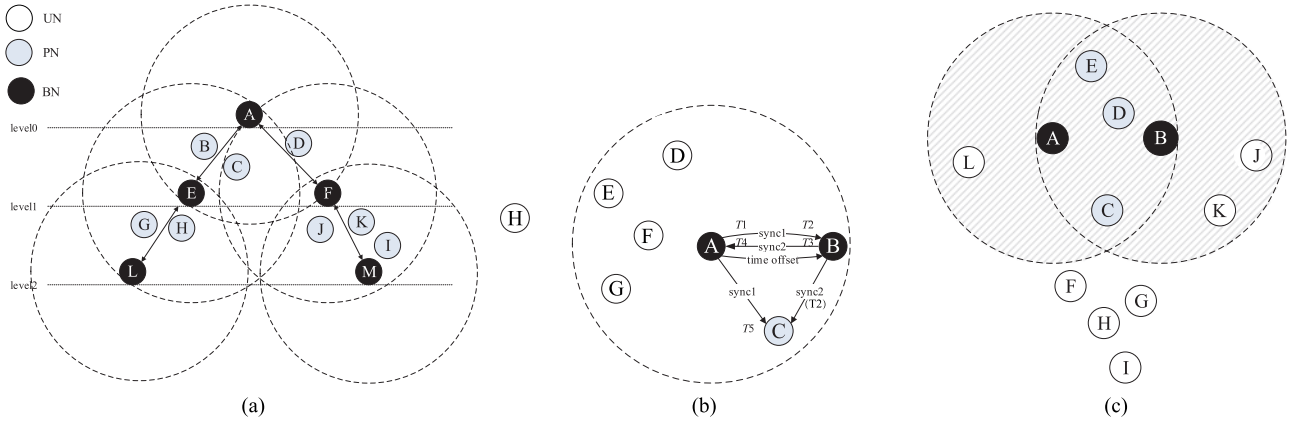 UN
PN
BN
A
level0
B
D
C
E
F
level1
G
H
J
K
I
L
M
level2
(a)
H
D
E
F
G
T1 T2
sync1
A T4 sync2 T3 B
time offset
sync1 sync2
(T2)
T5 C
(b)
E
D
A B
L J
C K
F
G
H
I
(c)